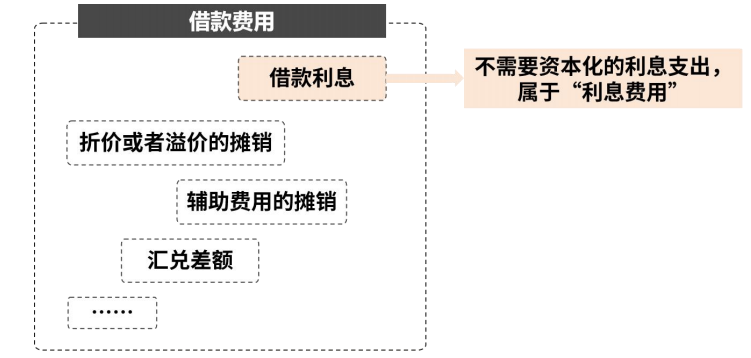 借款费用
借款利息
不需要资本化的利息支出，
属于“利息费用”
折价或者溢价的摊销
辅助费用的摊销
汇兑差额
……